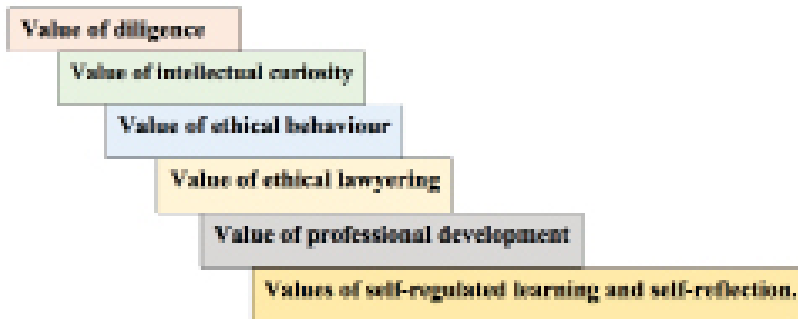 Value of diligence
Value of intellectual curiosity
Value of ethical behaviour
Value of ethical lawyering
Value of professional development
Values of self-regulated learning and self-reflection.